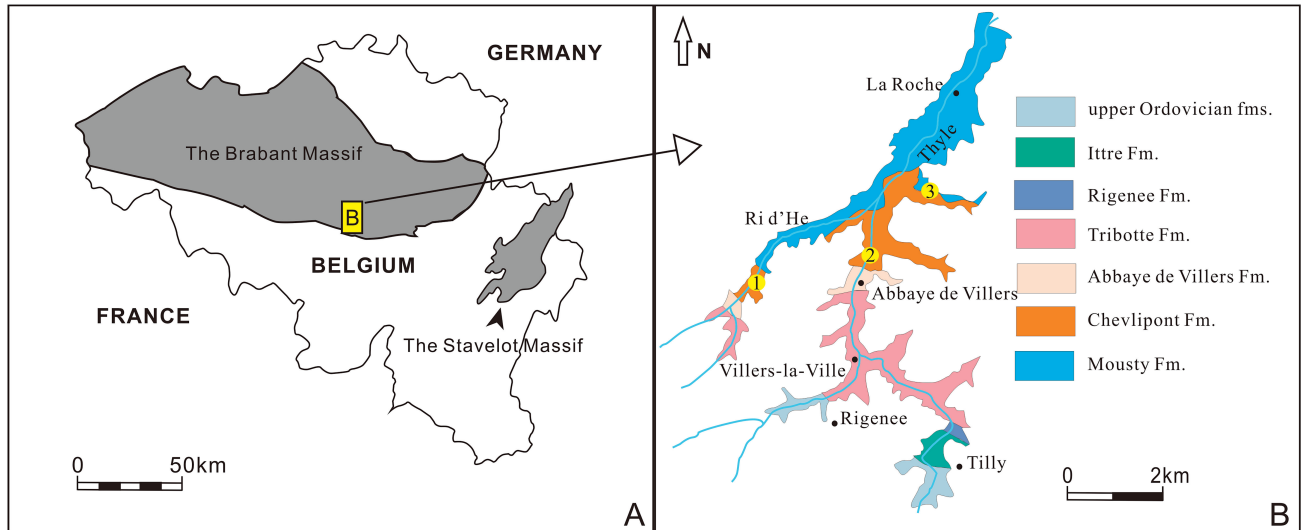 GERMANY
The Brabant Massif
B
BELGIUM
FRANCE
The Stavelot Massif
0 50km
A
N
La Roche
Thyle
3
Ri d'He
2
1
Abbaye de Villers
Villers-la-Ville
Rigenee
Tilly
upper Ordovician fms.
Ittre Fm.
Rigenee Fm.
Tribotte Fm.
Abbaye de Villers Fm.
Chevlipont Fm.
Mousty Fm.
0 2km
B